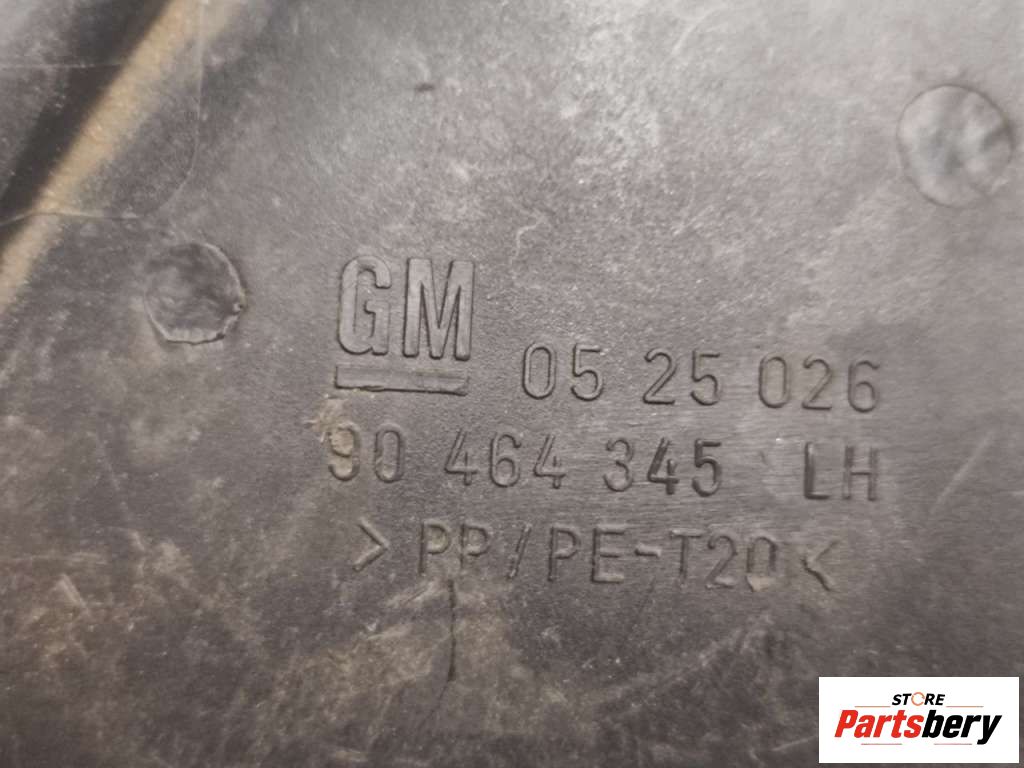 GM 05 25 026
90 464 345 LH
>PP/PE-T20<
STORE
Partsbery